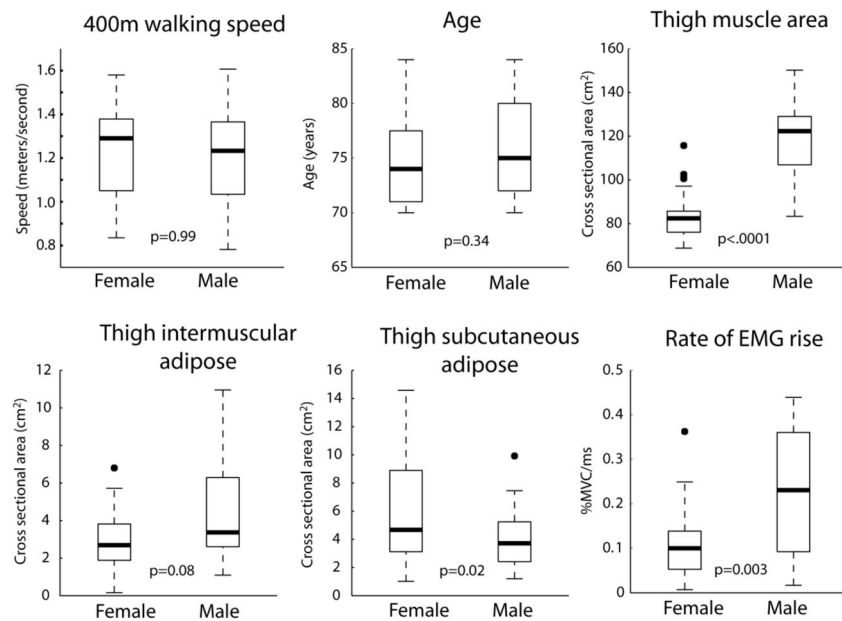 400m walking speed
Speed (meters/second)
1.6
1.4
1.2
1.0
0.8
p=0.99
Female Male
Age
Age (years)
85
80
75
70
65
p=0.34
Female Male
Thigh muscle area
Cross sectional area (cm²)
160
140
120
100
80
60
p<.0001
Female Male
Thigh intermuscular
adipose
Cross sectional area (cm²)
12
10
8
6
4
2
0
p=0.08
Female Male
Thigh subcutaneous
adipose
Cross sectional area (cm²)
16
14
12
10
8
6
4
2
0
p=0.02
Female Male
Rate of EMG rise
%MVC/ms
0.5
0.4
0.3
0.2
0.1
0
p=0.003
Female Male